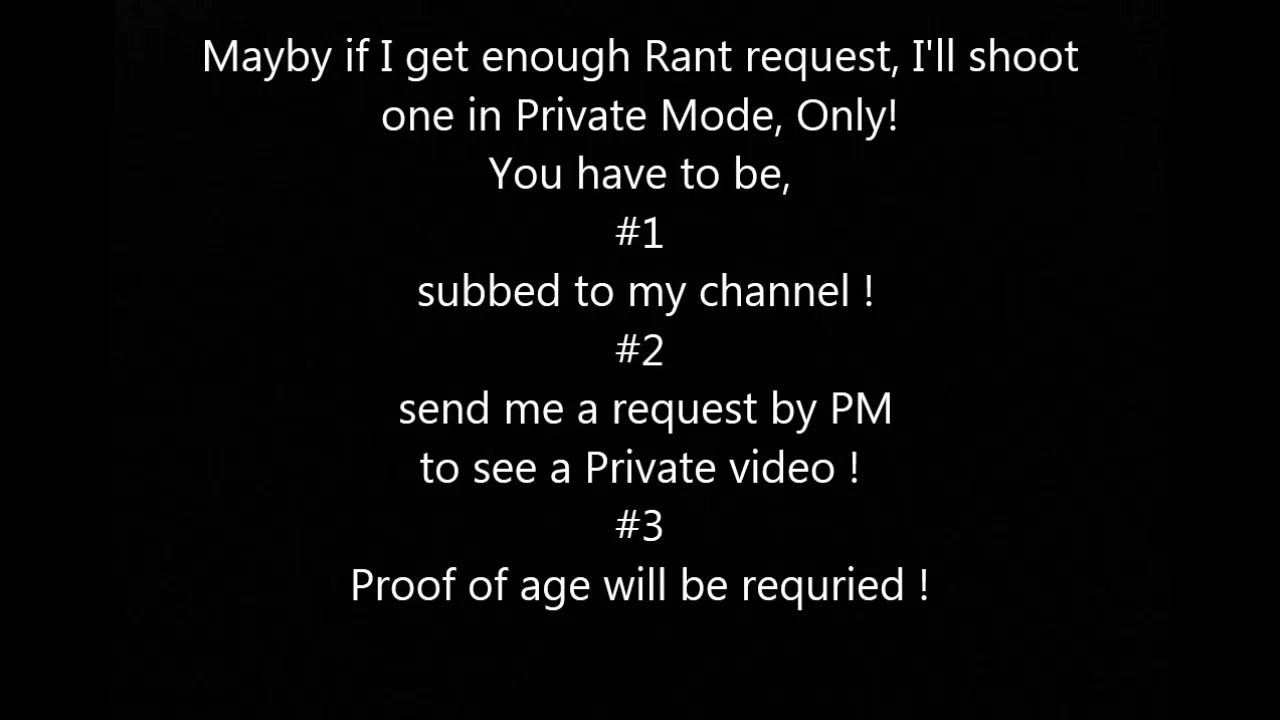 Mayby if I get enough Rant request, I'll shoot
one in Private Mode, Only!
You have to be,
#1
subbed to my channel !
#2
send me a request by PM
to see a Private video !
#3
Proof of age will be requried !